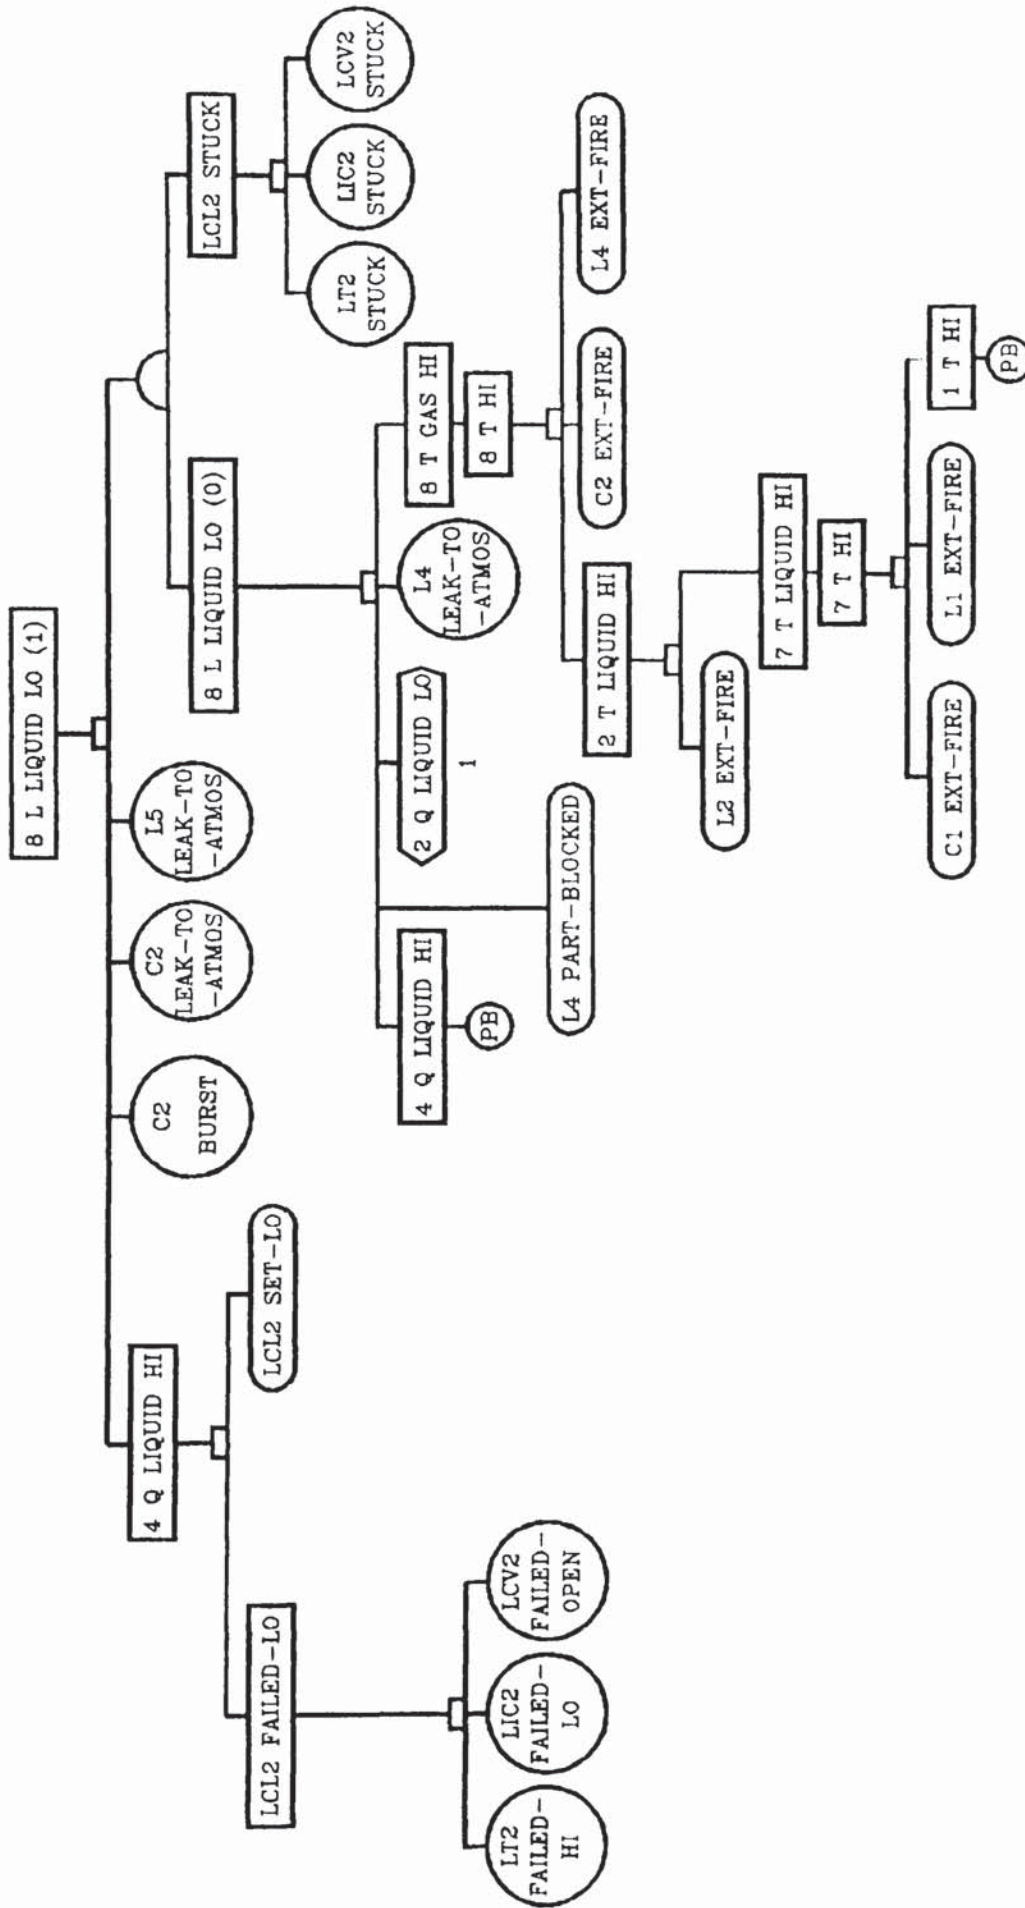 8 L LIQUID LO (1)
4 Q LIQUID HI
C2
BURST
C2
LEAK-TO
-ATMOS
L5
LEAK-TO
-ATMOS
LCL2 FAILED-LO
LCL2 SET-LO
8 L LIQUID LO (0)
LCL2 STUCK
LT2
STUCK
LIC2
STUCK
LCV2
STUCK
LT2
FAILED-
HI
LIC2
FAILED-
LO
LCV2
FAILED-
OPEN
4 Q LIQUID HI
PB
L4 PART-BLOCKED
2 Q LIQUID LO
1
L4
LEAK-TO
-ATMOS
8 T GAS HI
8 T HI
2 T LIQUID HI
C2 EXT-FIRE
L4 EXT-FIRE
L2 EXT-FIRE
7 T LIQUID HI
7 T HI
C1 EXT-FIRE
L1 EXT-FIRE
1 T HI
PB